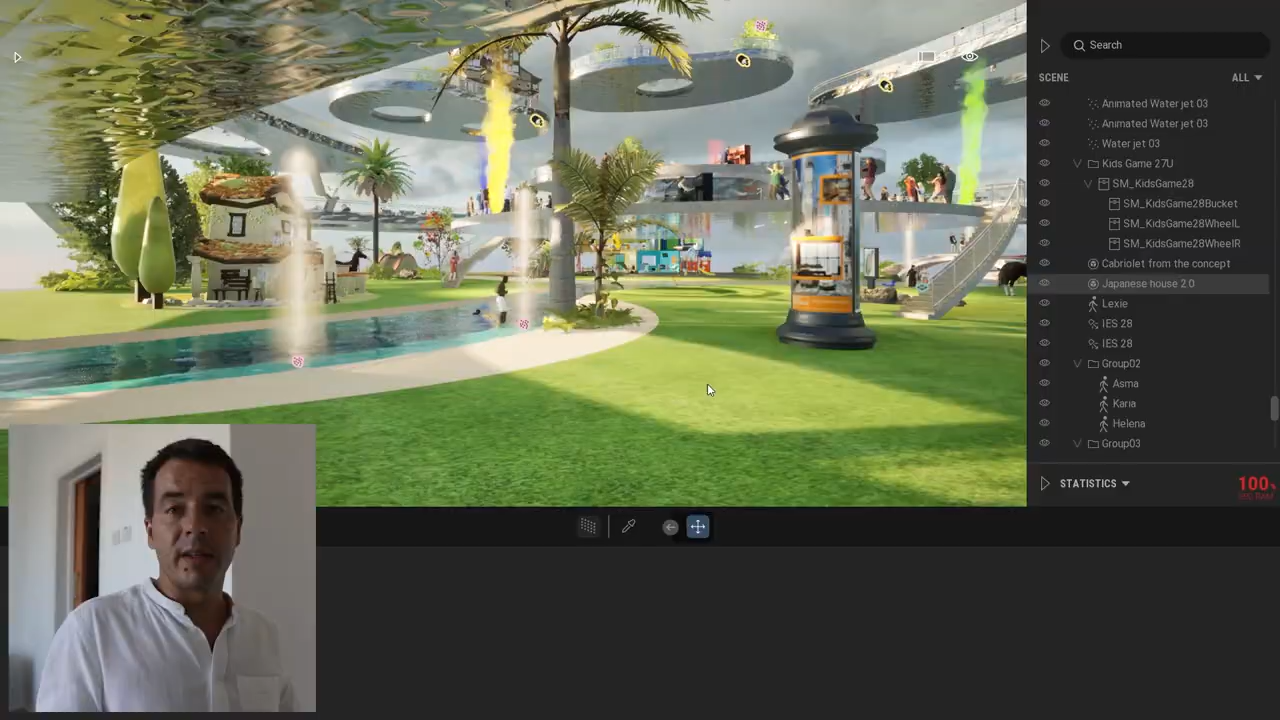 Search
SCENE
ALL
Animated Water jet 03
Animated Water jet 03
Water jet 03
Kids Game 27U
SM_KidsGame28
SM_KidsGame28Bucket
SM_KidsGame28WheelL
SM_KidsGame28WheelR
Cabriolet from the concept
Japanese house 2.0
Lexie
IES 28
IES 28
Group02
Asma
Karia
Helena
Group03
STATISTICS
100%